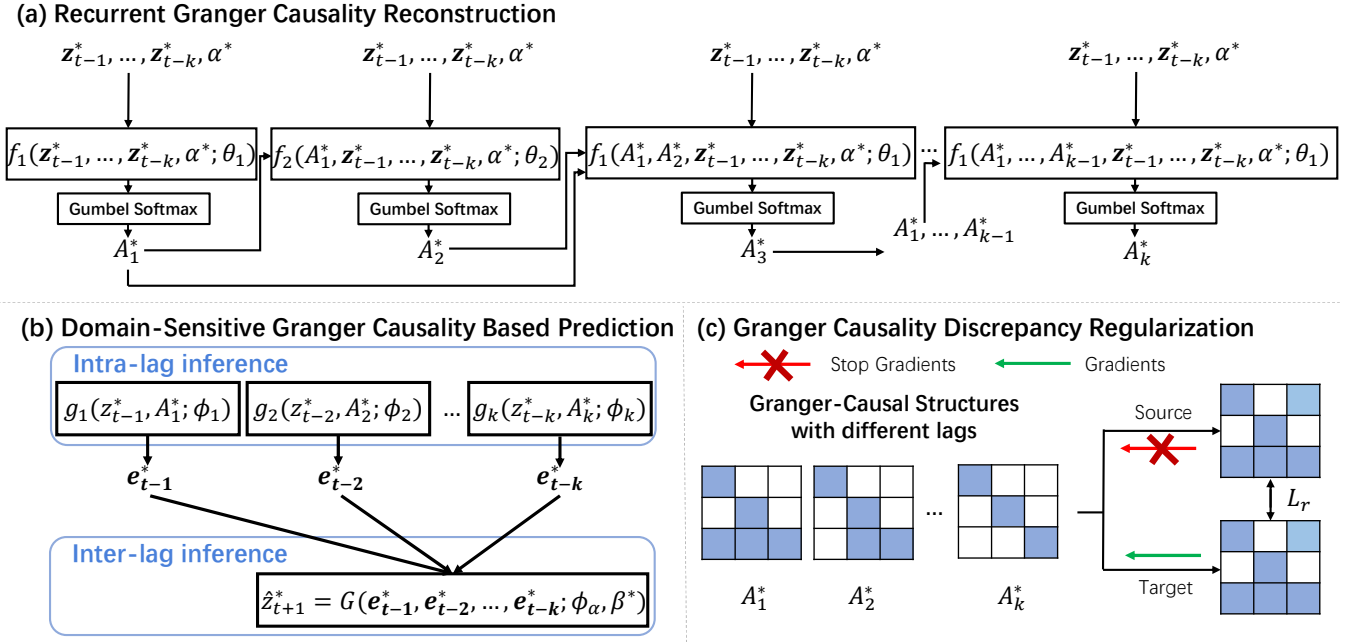 (a) Recurrent Granger Causality Reconstruction
z*_{t-1}, ..., z*_{t-k}, α*
z*_{t-1}, ..., z*_{t-k}, α*
z*_{t-1}, ..., z*_{t-k}, α*
z*_{t-1}, ..., z*_{t-k}, α*
f_1(z*_{t-1}, ..., z*_{t-k}, α*; θ_1)
f_2(A*_1, z*_{t-1}, ..., z*_{t-k}, α*; θ_2)
f_1(A*_1, A*_2, z*_{t-1}, ..., z*_{t-k}, α*; θ_1)
...
f_1(A*_1, ..., A*_{k-1}, z*_{t-1}, ..., z*_{t-k}, α*; θ_1)
Gumbel Softmax
Gumbel Softmax
Gumbel Softmax
Gumbel Softmax
A*_1
A*_2
A*_3
A*_1, ..., A*_{k-1}
A*_k
(b) Domain-Sensitive Granger Causality Based Prediction
Intra-lag inference
g_1(z*_{t-1}, A*_1; ϕ_1)
g_2(z*_{t-2}, A*_2; ϕ_2)
...
g_k(z*_{t-k}, A*_k; ϕ_k)
e*_{t-1}
e*_{t-2}
e*_{t-k}
Inter-lag inference
ẑ*_{t+1} = G(e*_{t-1}, e*_{t-2}, ..., e*_{t-k}; ϕ_α, β*)
(c) Granger Causality Discrepancy Regularization
Stop Gradients
Gradients
Granger-Causal Structures
with different lags
...
A*_1
A*_2
A*_k
Source
L_r
Target